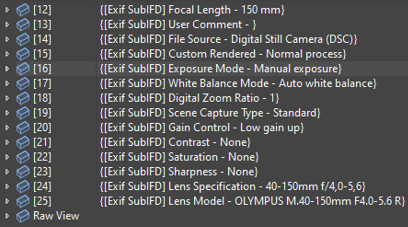 [12] {[Exif SubIFD] Focal Length - 150 mm}
[13] {[Exif SubIFD] User Comment - }
[14] {[Exif SubIFD] File Source - Digital Still Camera (DSC)}
[15] {[Exif SubIFD] Custom Rendered - Normal process}
[16] {[Exif SubIFD] Exposure Mode - Manual exposure}
[17] {[Exif SubIFD] White Balance Mode - Auto white balance}
[18] {[Exif SubIFD] Digital Zoom Ratio - 1}
[19] {[Exif SubIFD] Scene Capture Type - Standard}
[20] {[Exif SubIFD] Gain Control - Low gain up}
[21] {[Exif SubIFD] Contrast - None}
[22] {[Exif SubIFD] Saturation - None}
[23] {[Exif SubIFD] Sharpness - None}
[24] {[Exif SubIFD] Lens Specification - 40-150mm f/4,0-5,6}
[25] {[Exif SubIFD] Lens Model - OLYMPUS M.40-150mm F4.0-5.6 R}
Raw View